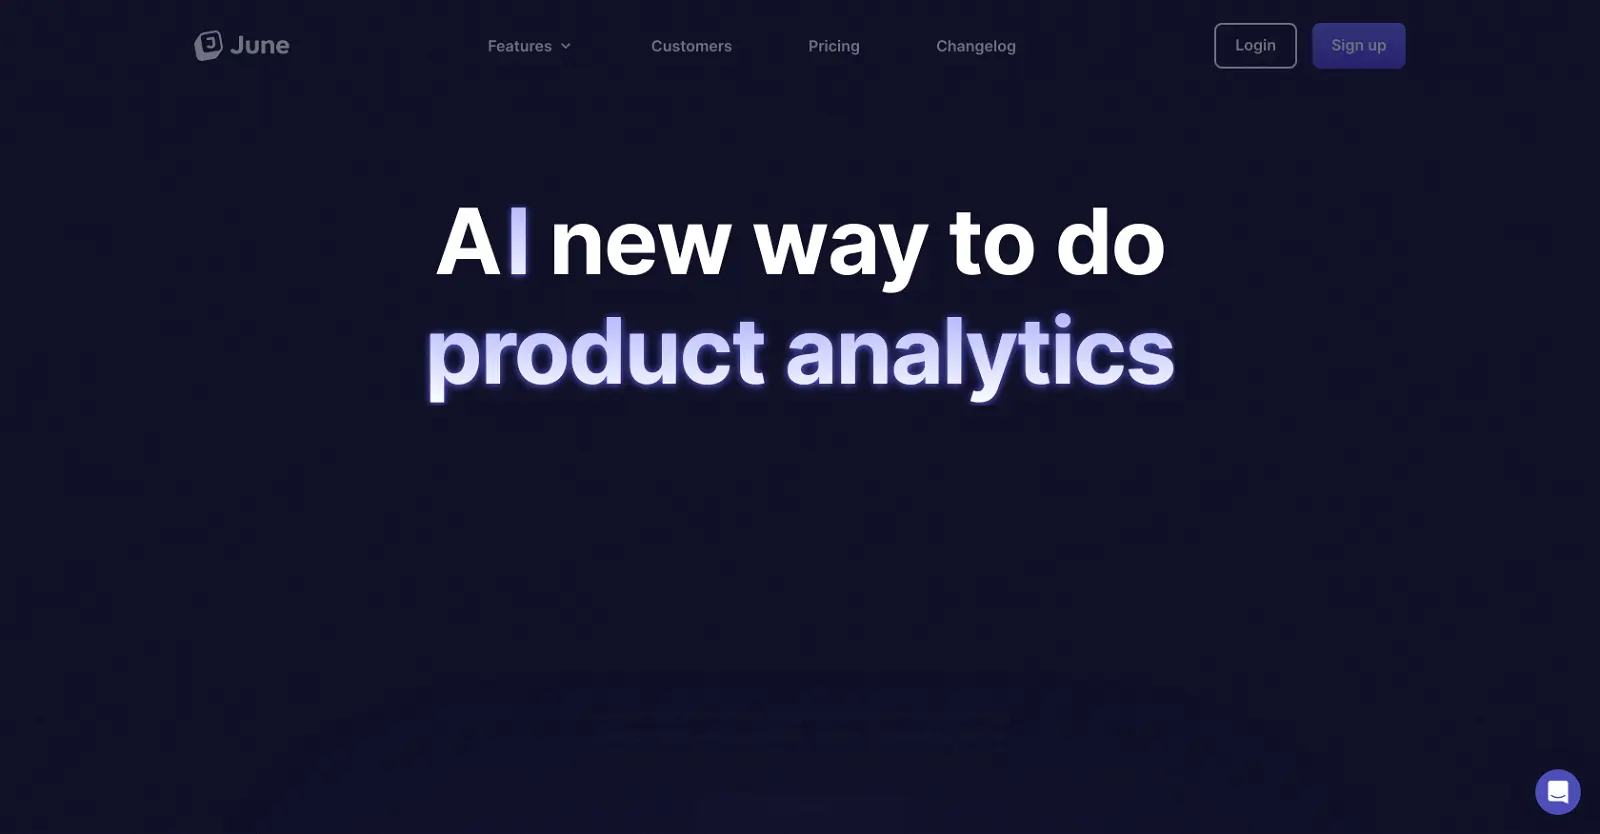 June
Features
Customers
Pricing
Changelog
Login
Sign up
AI new way to do
product analytics